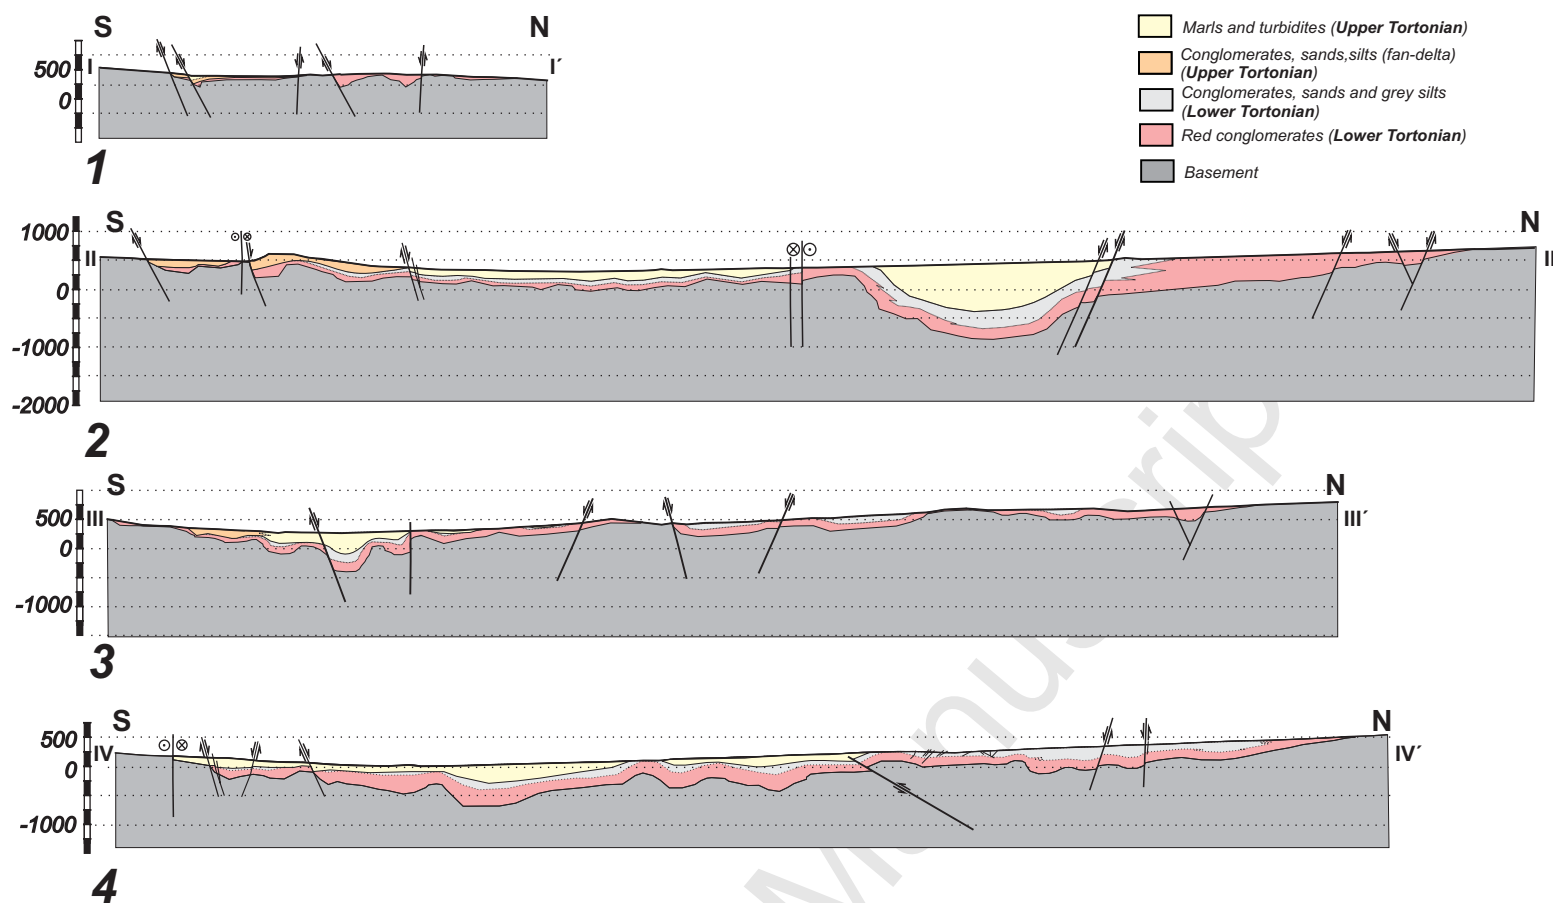 S N
I I´
500
0
1
Marls and turbidites (Upper Tortonian)
Conglomerates, sands,silts (fan-delta)
(Upper Tortonian)
Conglomerates, sands and grey silts
(Lower Tortonian)
Red conglomerates (Lower Tortonian)
Basement
S N
1000
II II
0
-1000
-2000
2
S N
500 III III´
0
-1000
3
S N
500 IV IV´
0
-1000
4
Manuscrip